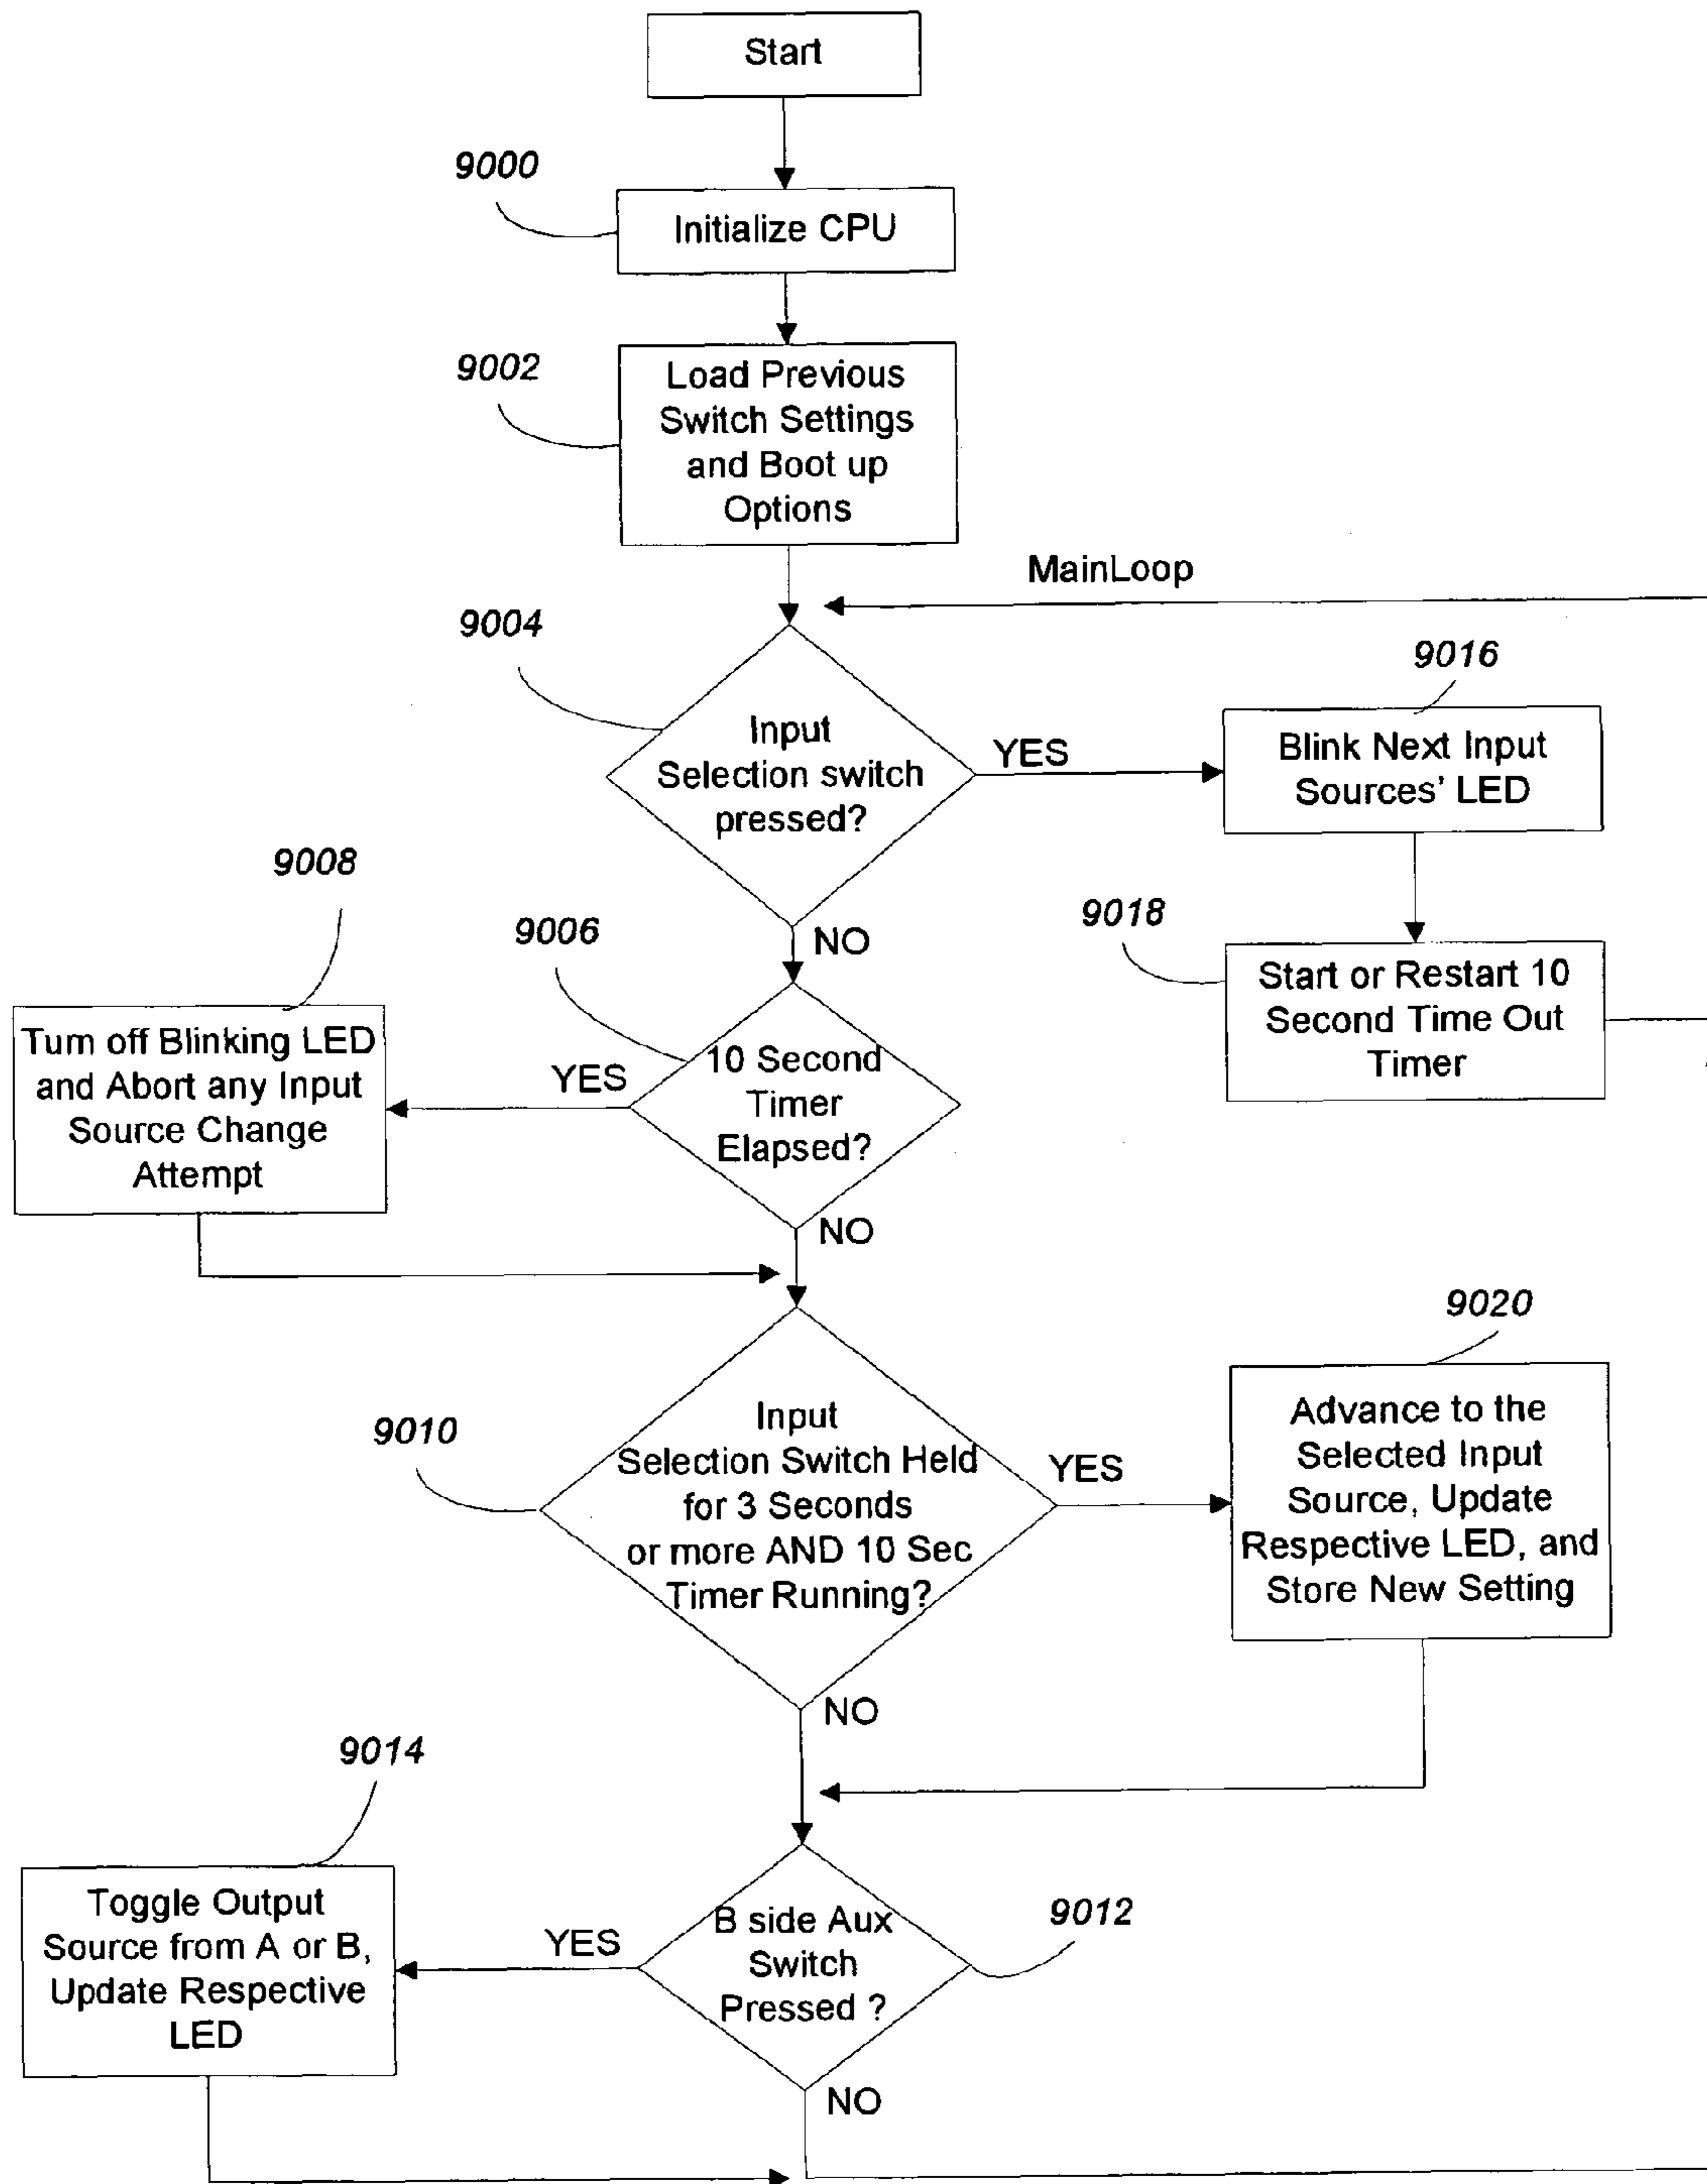 Start
9000
Initialize CPU
9002
Load Previous
Switch Settings
and Boot up
Options
MainLoop
9004
Input
Selection switch
pressed?
YES
9016
Blink Next Input
Sources' LED
NO
9018
Start or Restart 10
Second Time Out
Timer
9006
10 Second
Timer
Elapsed?
YES
9008
Turn off Blinking LED
and Abort any Input
Source Change
Attempt
NO
9010
Input
Selection Switch Held
for 3 Seconds
or more AND 10 Sec
Timer Running?
YES
9020
Advance to the
Selected Input
Source, Update
Respective LED, and
Store New Setting
NO
9012
B side Aux
Switch
Pressed ?
YES
9014
Toggle Output
Source from A or B,
Update Respective
LED
NO